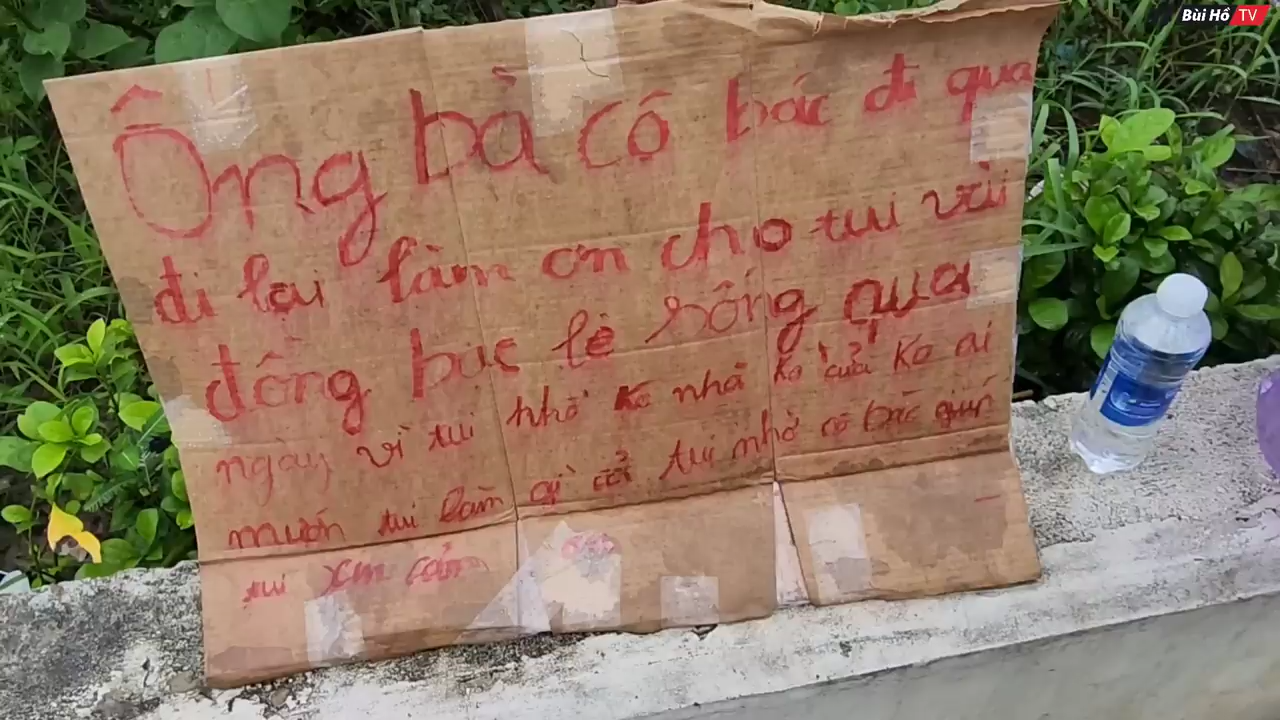 Bùi Hồ TV
Ông bà cô bác đi qua
đi lại làm ơn cho tui vài
đồng bạc lẻ sống qua
ngày vì tui khổ ko nhà ko cửa ko ai
mướn tui làm gì cả tui nhờ cô bác giúp
tui xin cảm ơn